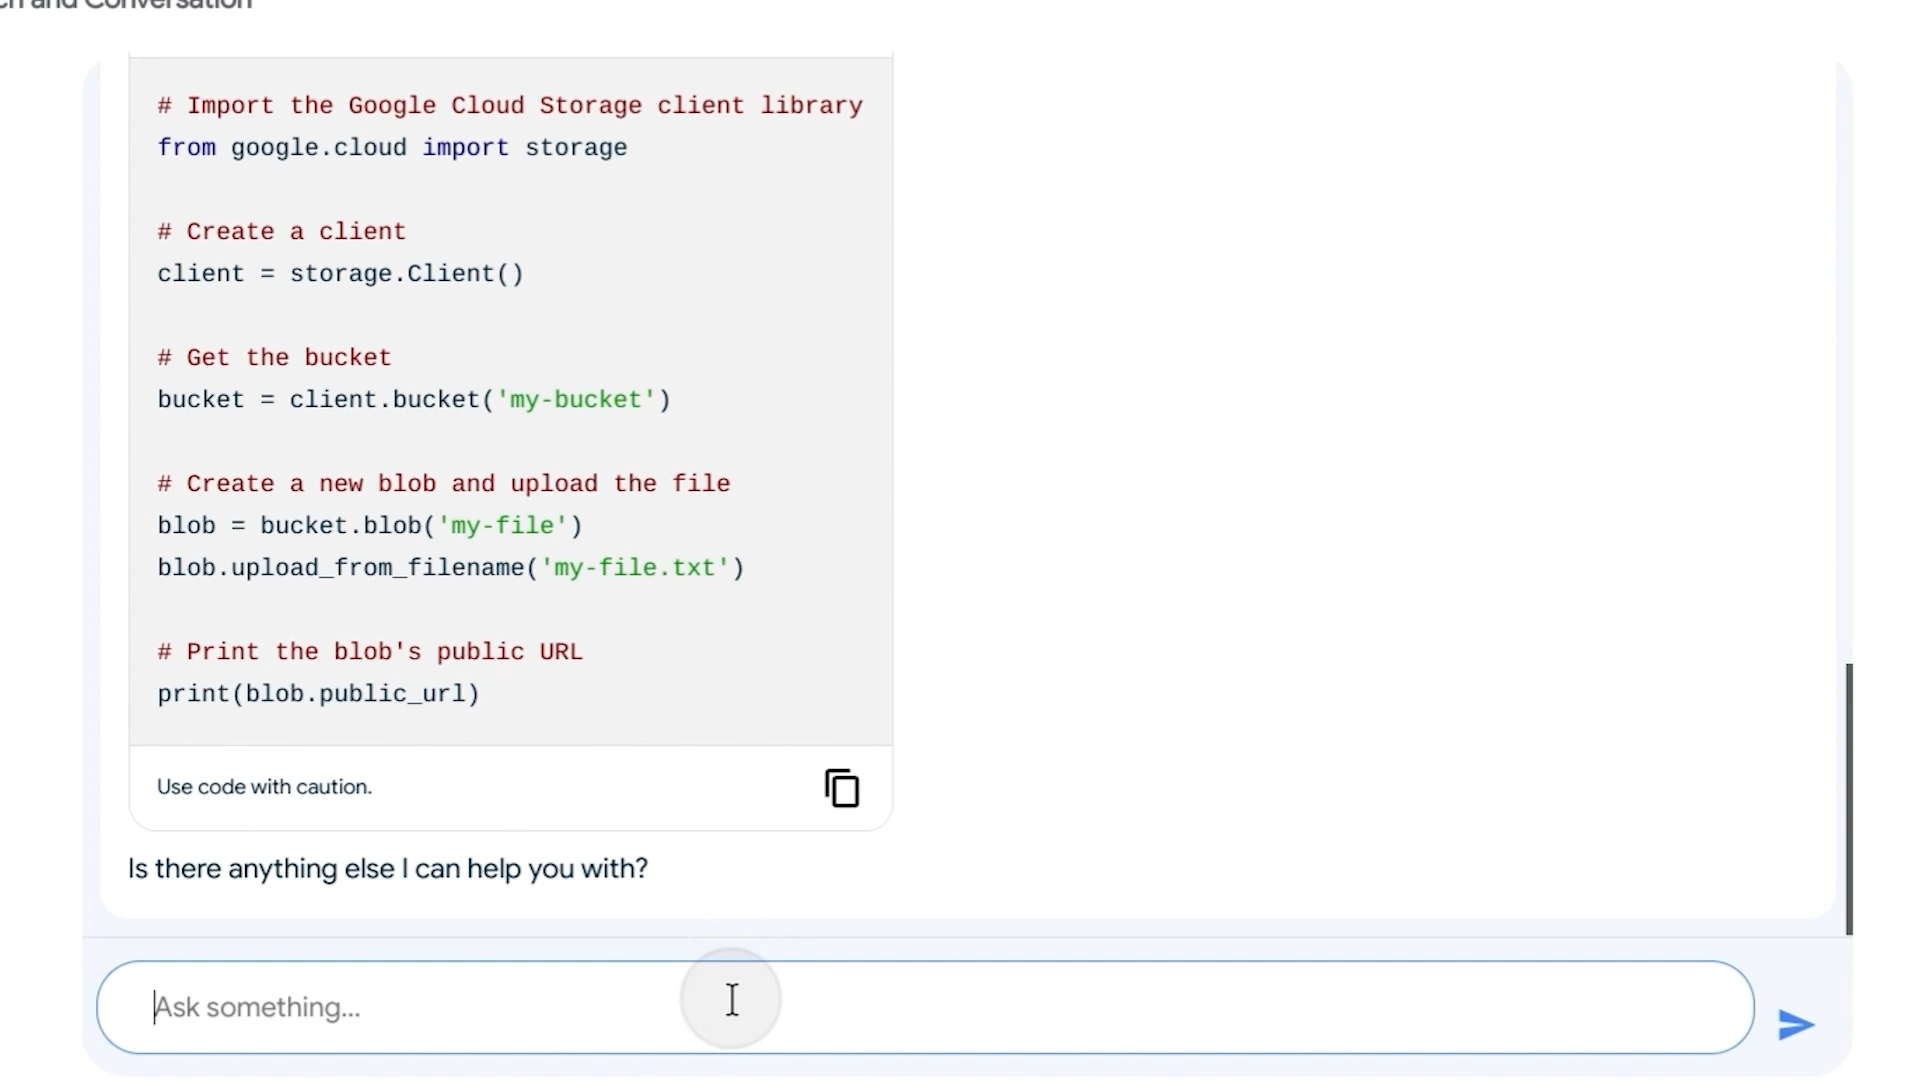 and Conversation
# Import the Google Cloud Storage client library
from google.cloud import storage
# Create a client
client = storage.Client()
# Get the bucket
bucket = client.bucket('my-bucket')
# Create a new blob and upload the file
blob = bucket.blob('my-file')
blob.upload_from_filename('my-file.txt')
# Print the blob's public URL
print(blob.public_url)
Use code with caution.
Is there anything else I can help you with?
Ask something...